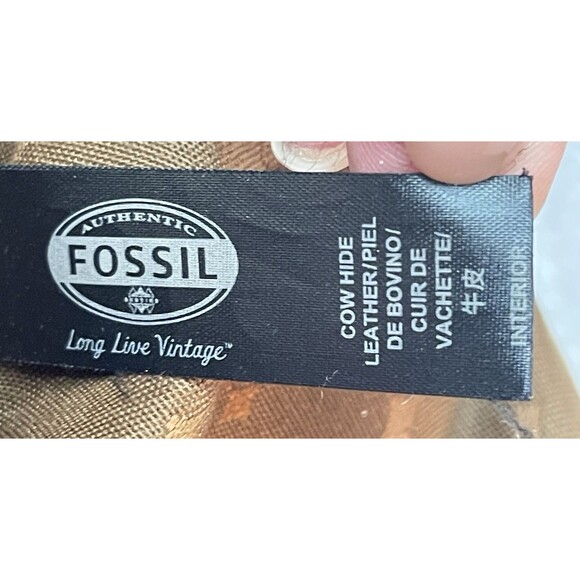 AUTHENTIC
FOSSIL
Long Live Vintage™
COW HIDE
LEATHER/PIEL
DE BOVINO/
CUIR DE
VACHETTE/
牛皮
INTERIOR: